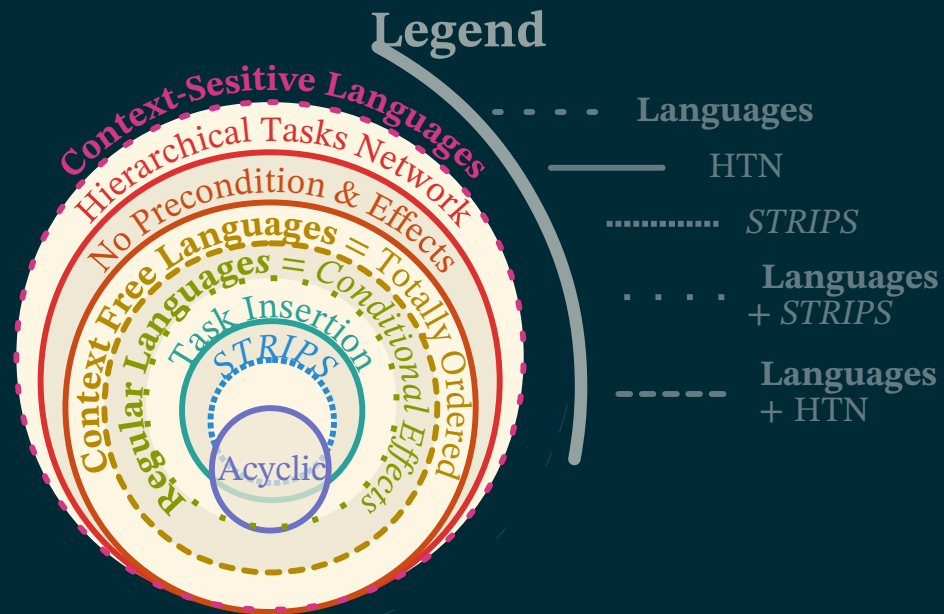 Legend
Context-Sesitive Languages
Hierarchical Tasks Network
No Precondition & Effects
Context Free Languages = Totally Ordered
Regular Languages = Conditional Effects
Task Insertion
STRIPS
Acyclic
Languages
HTN
STRIPS
Languages
+ STRIPS
Languages
+ HTN